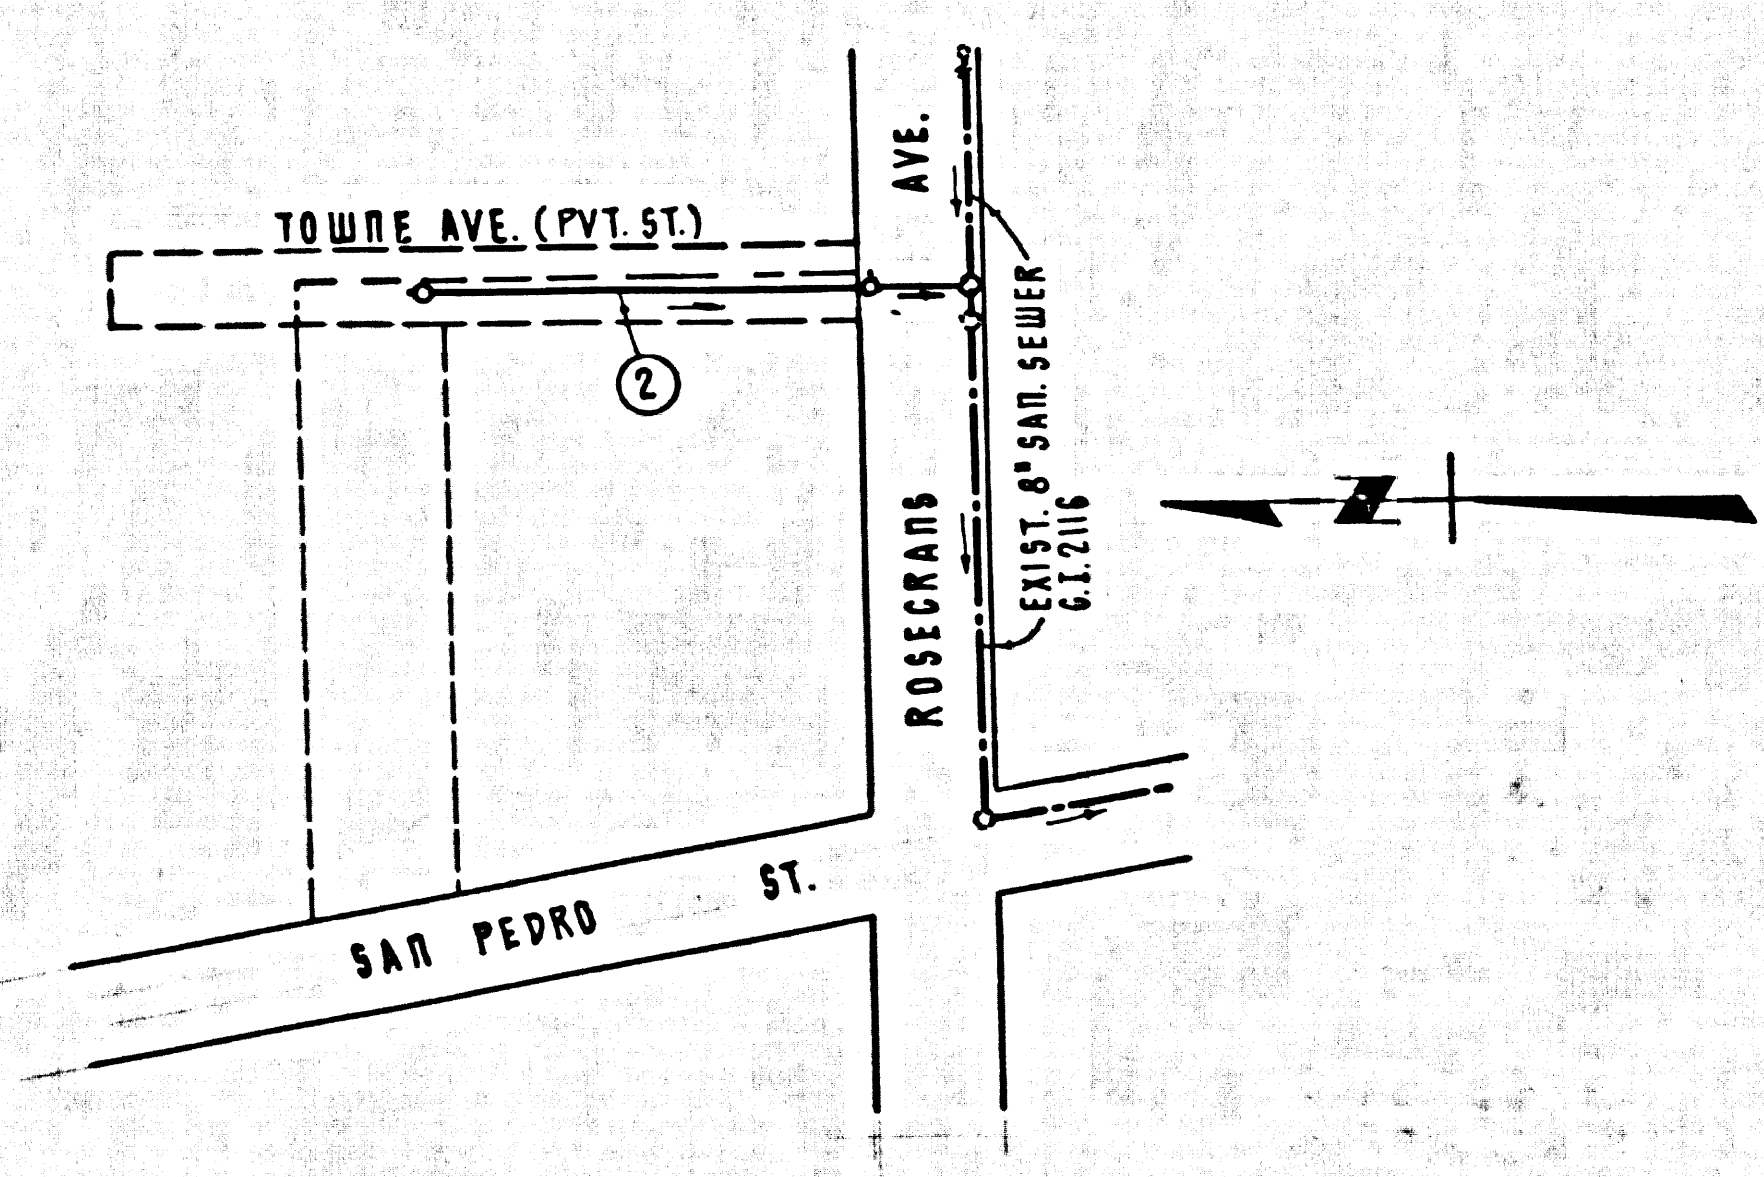 TOWNE AVE. (PVT. ST.)
ROSECRANS AVE.
EXIST. 8" SAN. SEWER
C.I. 2116
2
N
SAN PEDRO ST.